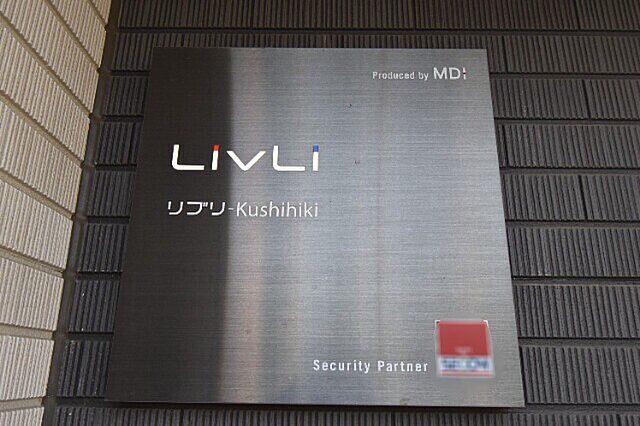 Produced by MDi
LivLi
リブリ-Kushihiki
Security Partner